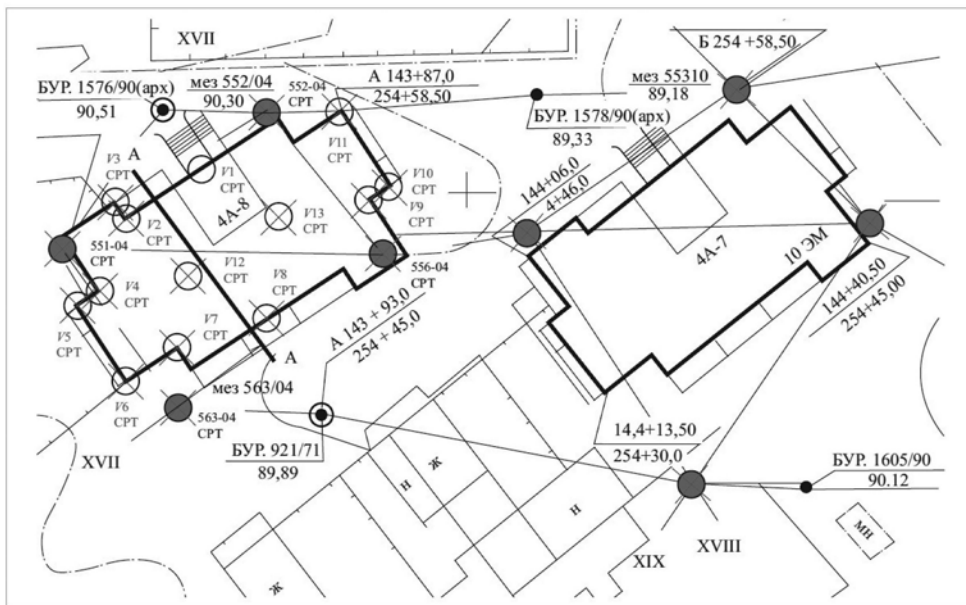 XVII
Б 254 +58,50
БУР. 1576/90(арх)
90,51
мез 552/04
90,30
552-04
СРТ
А 143+87,0
254+58,50
мез 55310
89,18
БУР. 1578/90(арх)
89,33
V3
СРТ
А
V1
СРТ
V11
СРТ
V10
СРТ
V9
СРТ
V2
СРТ
4А-8
V13
СРТ
144+06,0
4+46,0
4А-7
10 ЭМ
551-04
СРТ
V12
СРТ
556-04
СРТ
V4
СРТ
V8
СРТ
V5
СРТ
V7
СРТ
А 143 + 93,0
254 + 45,0
144+40,50
254+45,00
А
V6
СРТ
563-04
СРТ
мез 563/04
XVII
БУР. 921/71
89,89
14,4+13,50
254+30,0
БУР. 1605/90
90.12
Ж
Н
Н
Ж
МН
XIX
XVIII